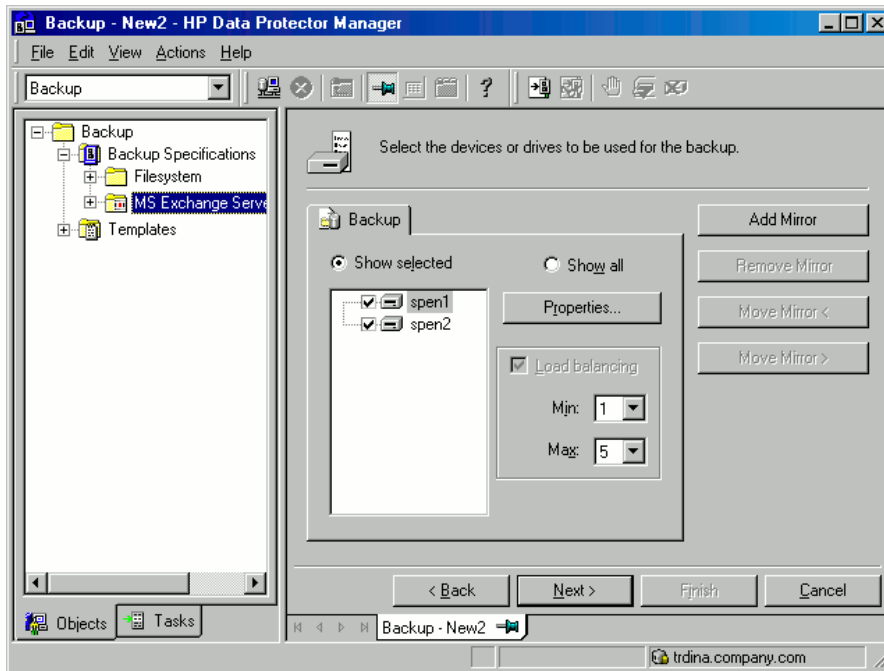 Backup - New2 - HP Data Protector Manager
File Edit View Actions Help
Backup
?
Backup
Backup Specifications
Filesystem
MS Exchange Serve
Templates
Objects
Tasks
Select the devices or drives to be used for the backup.
Backup
Show selected
Show all
spen1
spen2
Properties...
Load balancing
Min: 1
Max: 5
Add Mirror
Remove Mirror
Move Mirror <
Move Mirror >
< Back
Next >
Finish
Cancel
Backup - New2
trdina.company.com